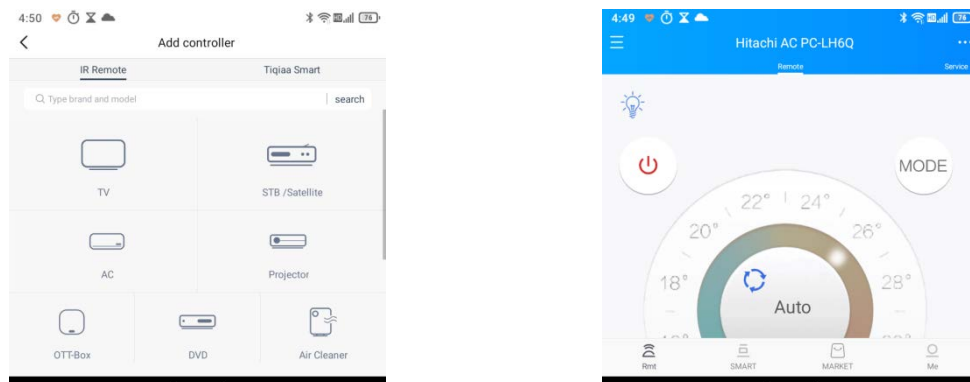 4:50
76
Add controller
IR Remote
Tiqiaa Smart
Type brand and model
search
TV
STB /Satellite
AC
Projector
OTT-Box
DVD
Air Cleaner
4:49
76
Hitachi AC PC-LH6Q
Remote
Service
MODE
22° 24°
20° 26°
18° 28°
Auto
Rmt
SMART
MARKET
Me